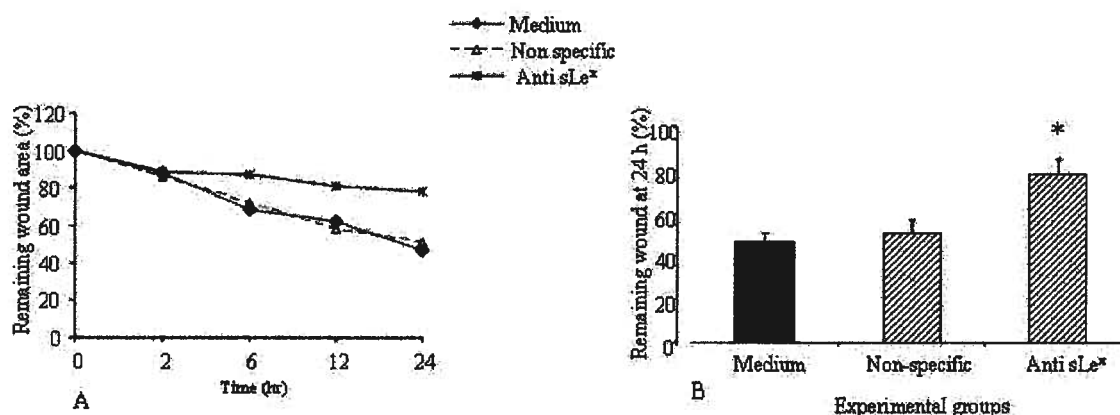 Medium
Non specific
Anti sLeˣ
Remaining wound area (%)
120
100
80
60
40
20
0
0 2 6 12 24
Time (hr)
A
Remaining wound at 24 h (%)
100
80
60
40
20
0
*
Medium Non-specific Anti sLeˣ
B
Experimental groups